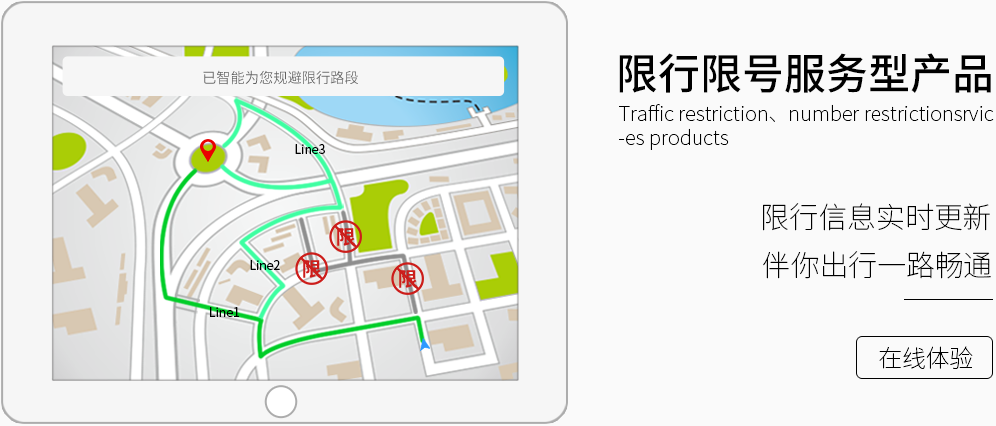 已智能为您规避限行路段
Line3
限
Line2
限
限
Line1
限行限号服务型产品
Traffic restriction、number restrictionsrvic
-es products
限行信息实时更新
伴你出行一路畅通
在线体验